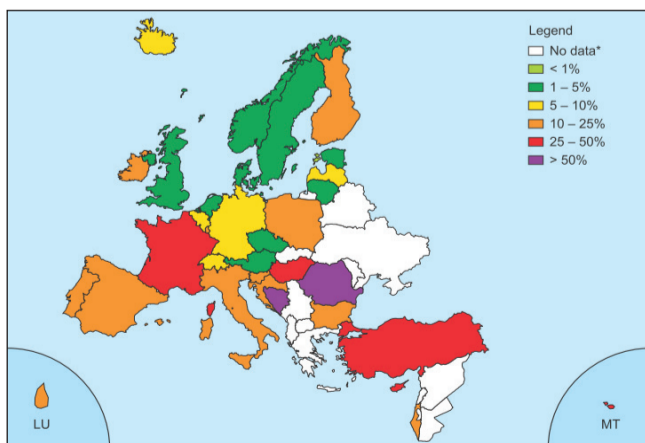 Legend
No data*
< 1%
1 – 5%
5 – 10%
10 – 25%
25 – 50%
> 50%
LU
MT